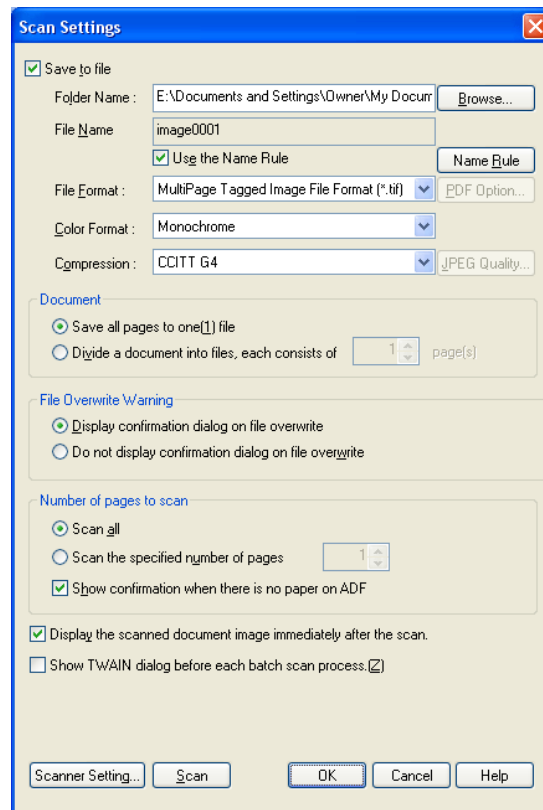 Scan Settings
Save to file
Folder Name : E:\Documents and Settings\Owner\My Docum Browse...
File Name image0001
Use the Name Rule Name Rule
File Format : MultiPage Tagged Image File Format (*.tif) PDF Option...
Color Format : Monochrome
Compression : CCITT G4 JPEG Quality...
Document
Save all pages to one(1) file
Divide a document into files, each consists of 1 page(s)
File Overwrite Warning
Display confirmation dialog on file overwrite
Do not display confirmation dialog on file overwrite
Number of pages to scan
Scan all
Scan the specified number of pages 1
Show confirmation when there is no paper on ADF
Display the scanned document image immediately after the scan.
Show TWAIN dialog before each batch scan process.(Z)
Scanner Setting... Scan OK Cancel Help